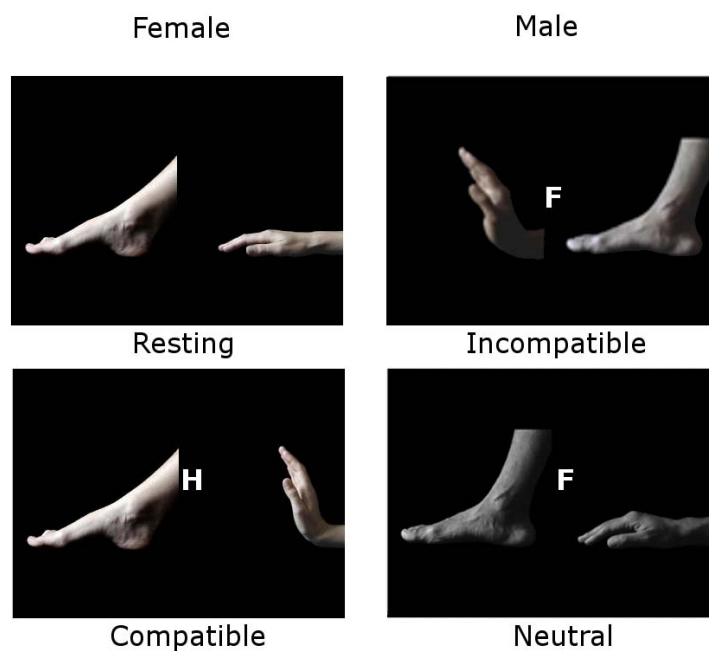 Female
Male
F
Resting
Incompatible
H
F
Compatible
Neutral